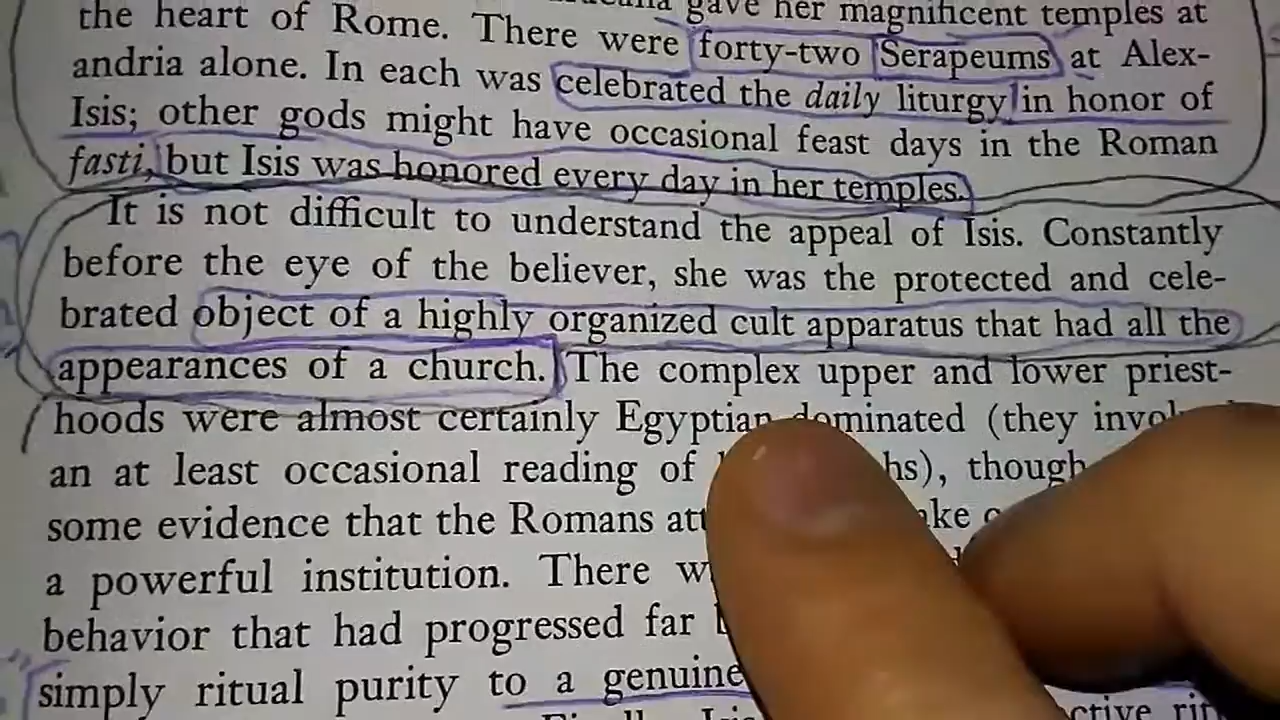 gave her magnificent temples at
the heart of Rome. There were forty-two Serapeums at Alex-
andria alone. In each was celebrated the daily liturgy in honor of
Isis; other gods might have occasional feast days in the Roman
fasti, but Isis was honored every day in her temples.
It is not difficult to understand the appeal of Isis. Constantly
before the eye of the believer, she was the protected and cele-
brated object of a highly organized cult apparatus that had all the
appearances of a church. The complex upper and lower priest-
hoods were almost certainly Egyptian dominated (they
an at least occasional reading of though
some evidence that the Romans
a powerful institution. There
behavior that had progressed far
simply ritual purity to a genuine